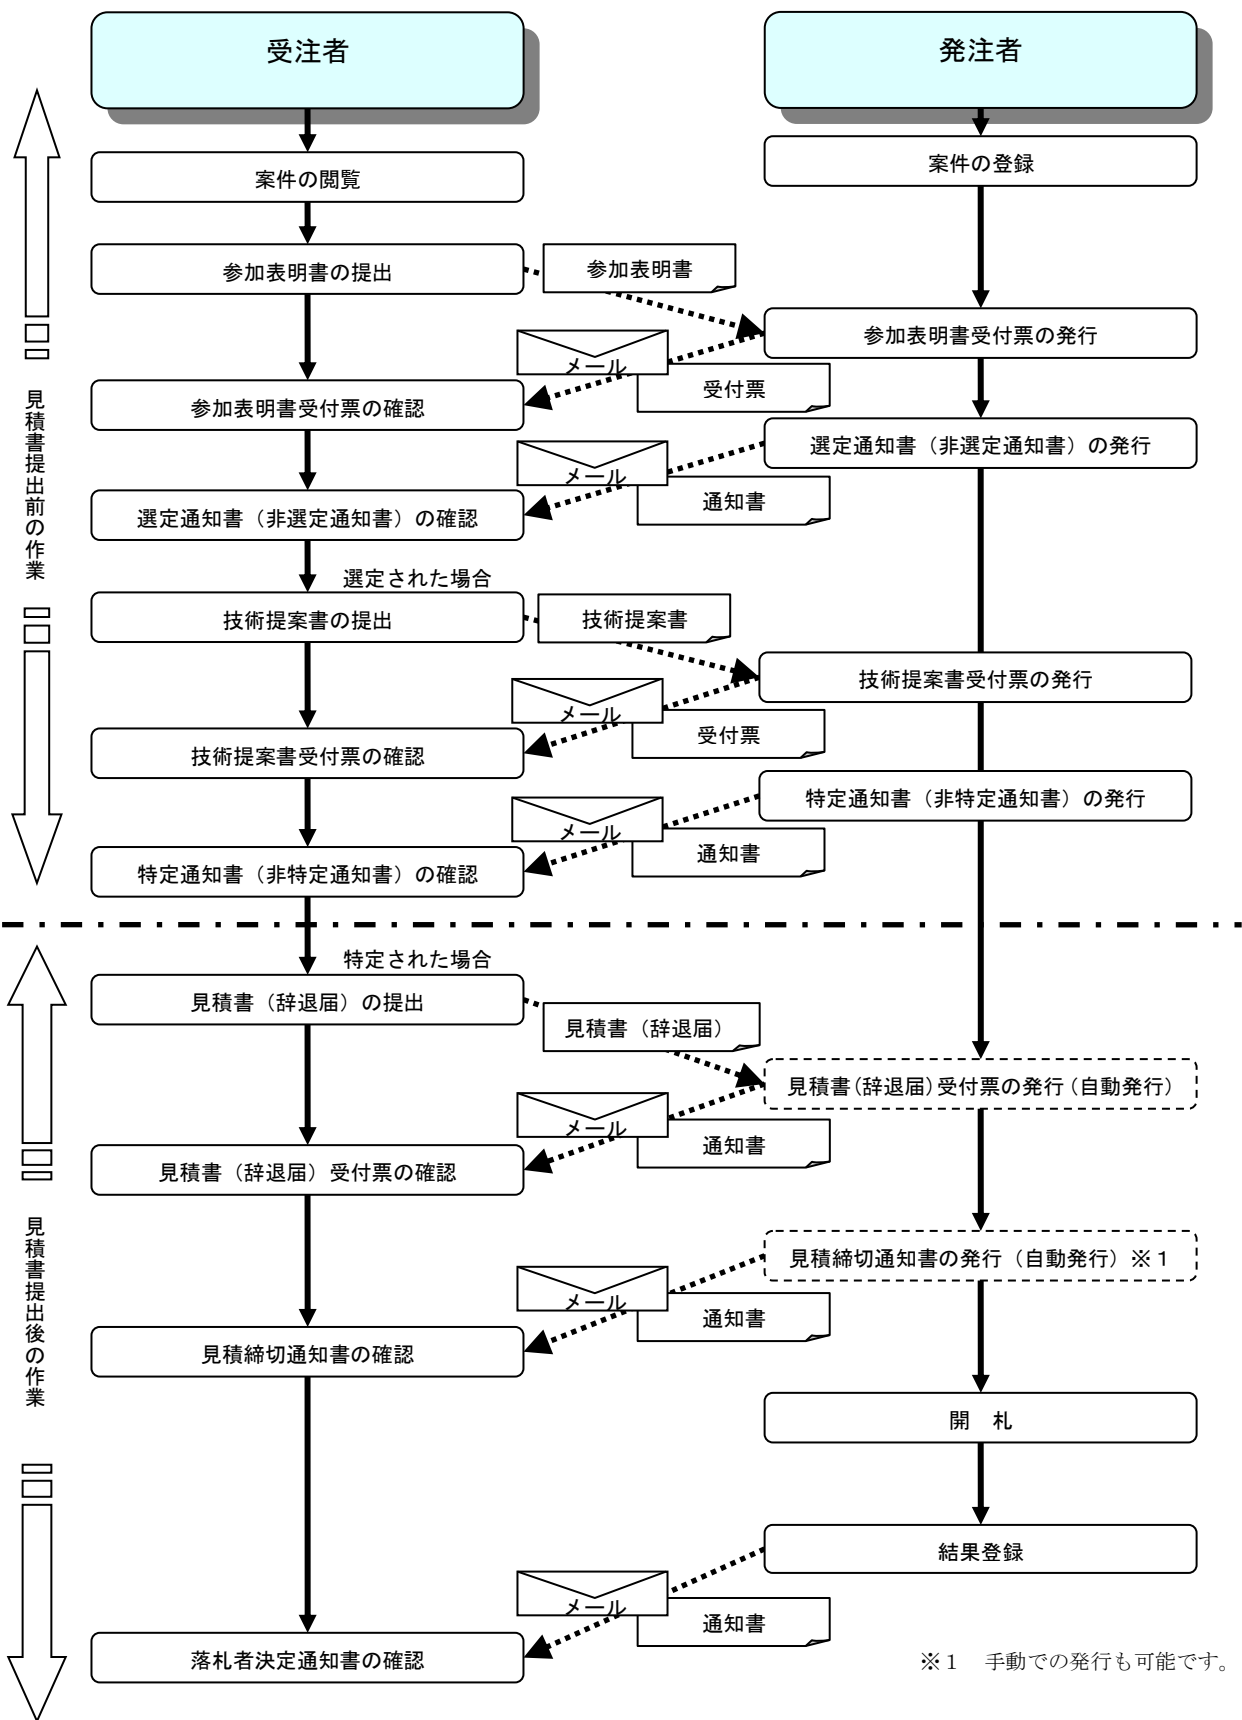 受注者
発注者
案件の閲覧
案件の登録
参加表明書の提出
参加表明書
参加表明書受付票の発行
メール
受付票
参加表明書受付票の確認
選定通知書（非選定通知書）の発行
メール
通知書
選定通知書（非選定通知書）の確認
選定された場合
技術提案書の提出
技術提案書
技術提案書受付票の発行
メール
受付票
技術提案書受付票の確認
特定通知書（非特定通知書）の発行
メール
通知書
特定通知書（非特定通知書）の確認
見積書提出前の作業
特定された場合
見積書（辞退届）の提出
見積書（辞退届）
見積書（辞退届）受付票の発行（自動発行）
メール
通知書
見積書（辞退届）受付票の確認
見積締切通知書の発行（自動発行）※１
メール
通知書
見積締切通知書の確認
開　札
結果登録
メール
通知書
落札者決定通知書の確認
見積書提出後の作業
※１　手動での発行も可能です。